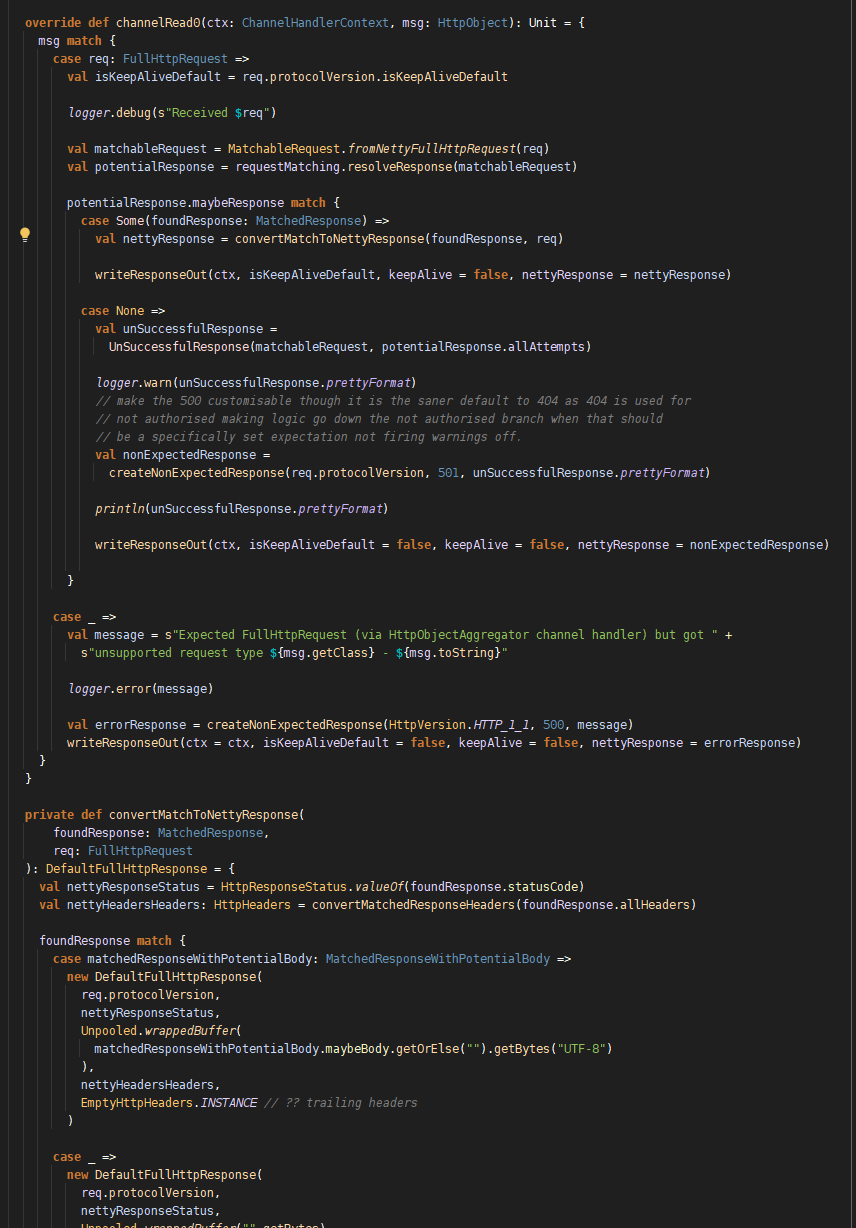 override def channelRead0(ctx: ChannelHandlerContext, msg: HttpObject): Unit = {
  msg match {
    case req: FullHttpRequest =>
      val isKeepAliveDefault = req.protocolVersion.isKeepAliveDefault

      logger.debug(s"Received $req")

      val matchableRequest = MatchableRequest.fromNettyFullHttpRequest(req)
      val potentialResponse = requestMatching.resolveResponse(matchableRequest)

      potentialResponse.maybeResponse match {
        case Some(foundResponse: MatchedResponse) =>
          val nettyResponse = convertMatchToNettyResponse(foundResponse, req)

          writeResponseOut(ctx, isKeepAliveDefault, keepAlive = false, nettyResponse = nettyResponse)

        case None =>
          val unSuccessfulResponse =
            UnSuccessfulResponse(matchableRequest, potentialResponse.allAttempts)

          logger.warn(unSuccessfulResponse.prettyFormat)
          // make the 500 customisable though it is the saner default to 404 as 404 is used for
          // not authorised making logic go down the not authorised branch when that should
          // be a specifically set expectation not firing warnings off.
          val nonExpectedResponse =
            createNonExpectedResponse(req.protocolVersion, 501, unSuccessfulResponse.prettyFormat)

          println(unSuccessfulResponse.prettyFormat)

          writeResponseOut(ctx, isKeepAliveDefault = false, keepAlive = false, nettyResponse = nonExpectedResponse)

      }

    case _ =>
      val message = s"Expected FullHttpRequest (via HttpObjectAggregator channel handler) but got " +
        s"unsupported request type ${msg.getClass} - ${msg.toString}"

      logger.error(message)

      val errorResponse = createNonExpectedResponse(HttpVersion.HTTP_1_1, 500, message)
      writeResponseOut(ctx = ctx, isKeepAliveDefault = false, keepAlive = false, nettyResponse = errorResponse)
  }
}

private def convertMatchToNettyResponse(
    foundResponse: MatchedResponse,
    req: FullHttpRequest
): DefaultFullHttpResponse = {
  val nettyResponseStatus = HttpResponseStatus.valueOf(foundResponse.statusCode)
  val nettyHeadersHeaders: HttpHeaders = convertMatchedResponseHeaders(foundResponse.allHeaders)

  foundResponse match {
    case matchedResponseWithPotentialBody: MatchedResponseWithPotentialBody =>
      new DefaultFullHttpResponse(
        req.protocolVersion,
        nettyResponseStatus,
        Unpooled.wrappedBuffer(
          matchedResponseWithPotentialBody.maybeBody.getOrElse("").getBytes("UTF-8")
        ),
        nettyHeadersHeaders,
        EmptyHttpHeaders.INSTANCE // ?? trailing headers
      )

    case _ =>
      new DefaultFullHttpResponse(
        req.protocolVersion,
        nettyResponseStatus,
        Unpooled.wrappedBuffer("".getBytes),